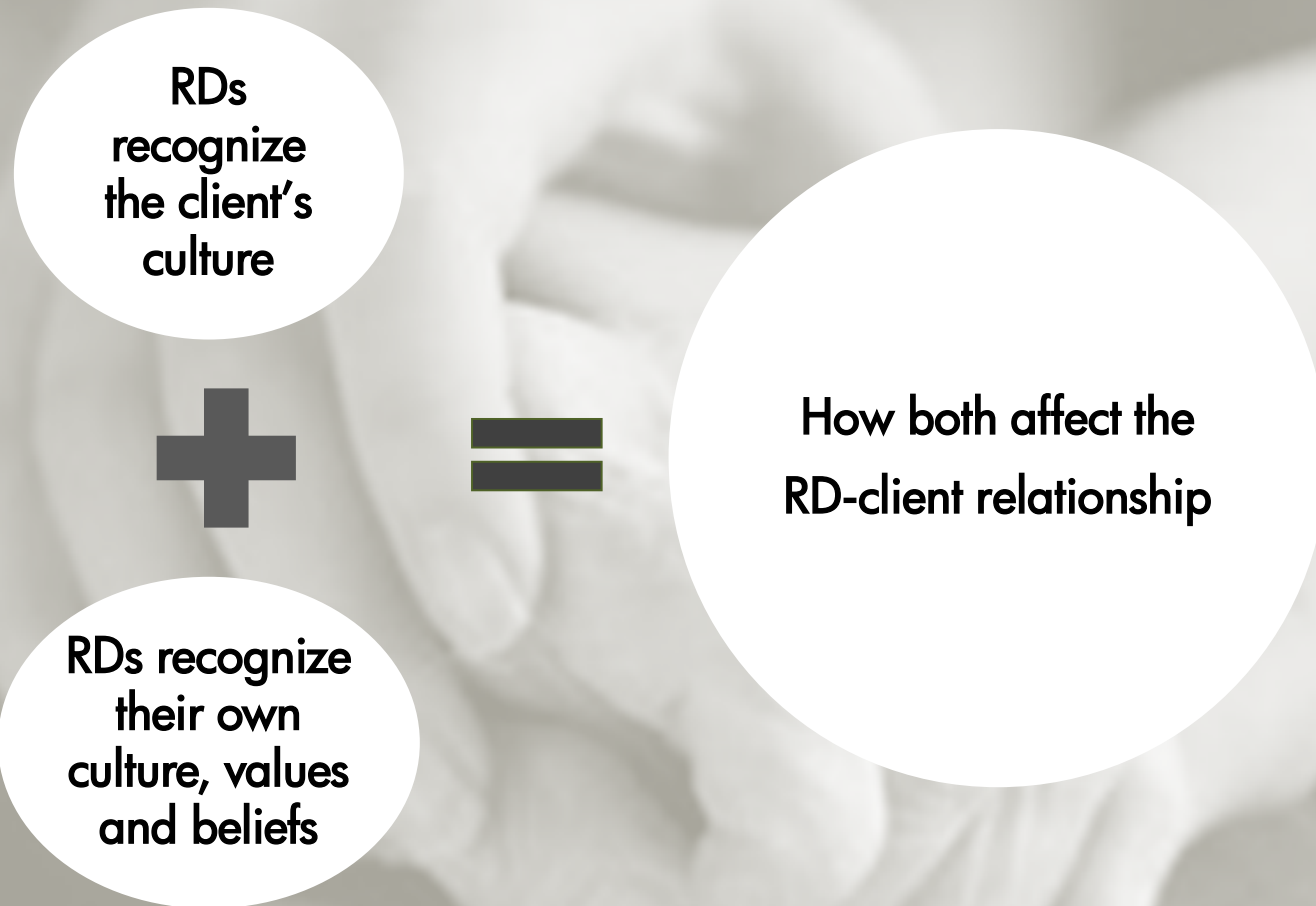 RDs
recognize
the client's
culture
RDs recognize
their own
culture, values
and beliefs
How both affect the
RD-client relationship